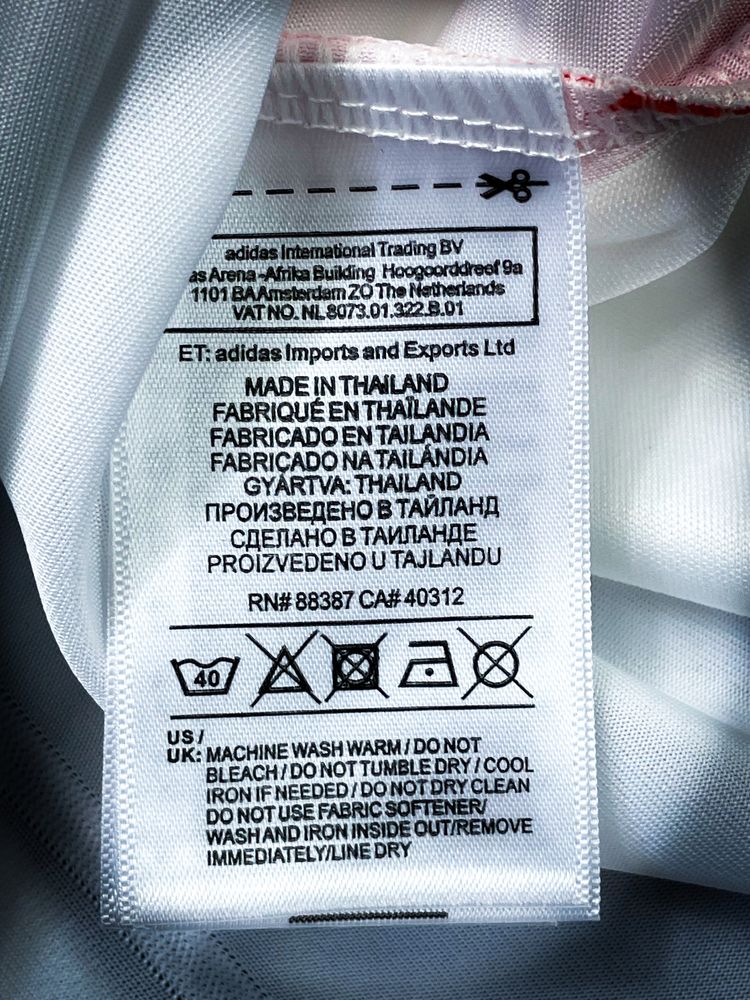 adidas International Trading BV
as Arena-Afrika Building Hoogoorddreef 9a
1101 BA Amsterdam ZO The Netherlands
VAT NO. NL 8073.01.322.B.01
ET: adidas Imports and Exports Ltd
MADE IN THAILAND
FABRIQUÉ EN THAÏLANDE
FABRICADO EN TAILANDIA
FABRICADO NA TAILÁNDIA
GYÁRTVA: THAILAND
ПРОИЗВЕДЕНО В ТАЙЛАНД
СДЕЛАНО В ТАИЛАНДЕ
PROIZVEDENO U TAJLANDU
RN# 88387 CA# 40312
40
US /
UK: MACHINE WASH WARM / DO NOT
BLEACH / DO NOT TUMBLE DRY / COOL
IRON IF NEEDED / DO NOT DRY CLEAN
DO NOT USE FABRIC SOFTENER/
WASH AND IRON INSIDE OUT/REMOVE
IMMEDIATELY/LINE DRY